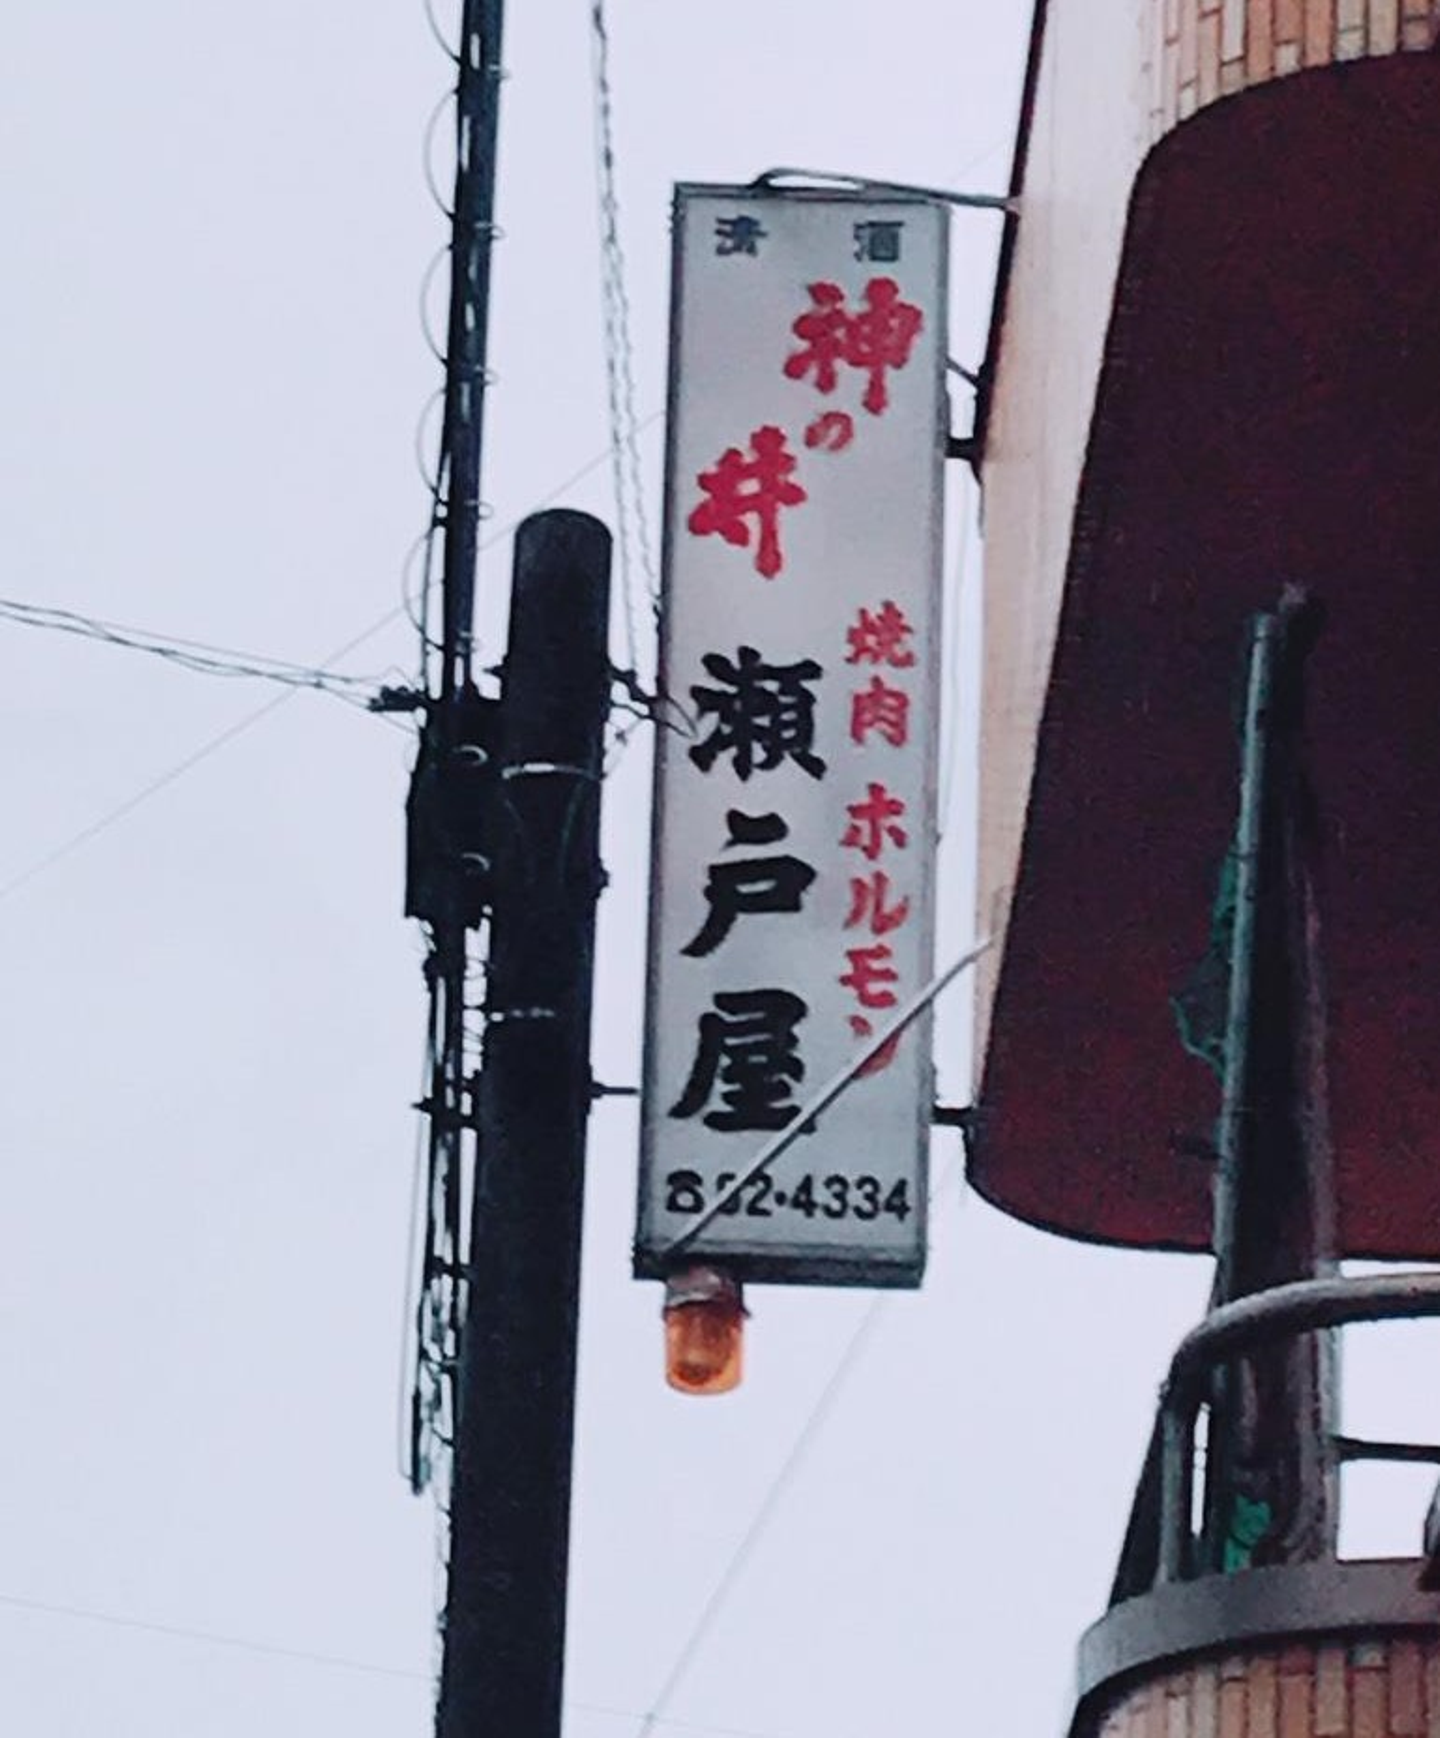 清酒
神の井
焼肉 ホルモン
瀬戸屋
☎32・4334